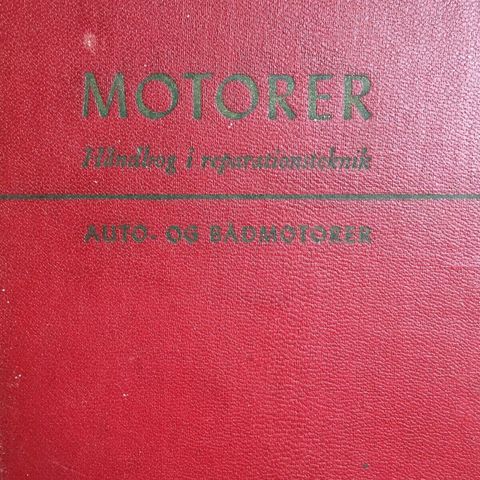 MOTORER
Håndbog i reparationsteknik
AUTO- OG BÅDMOTORER